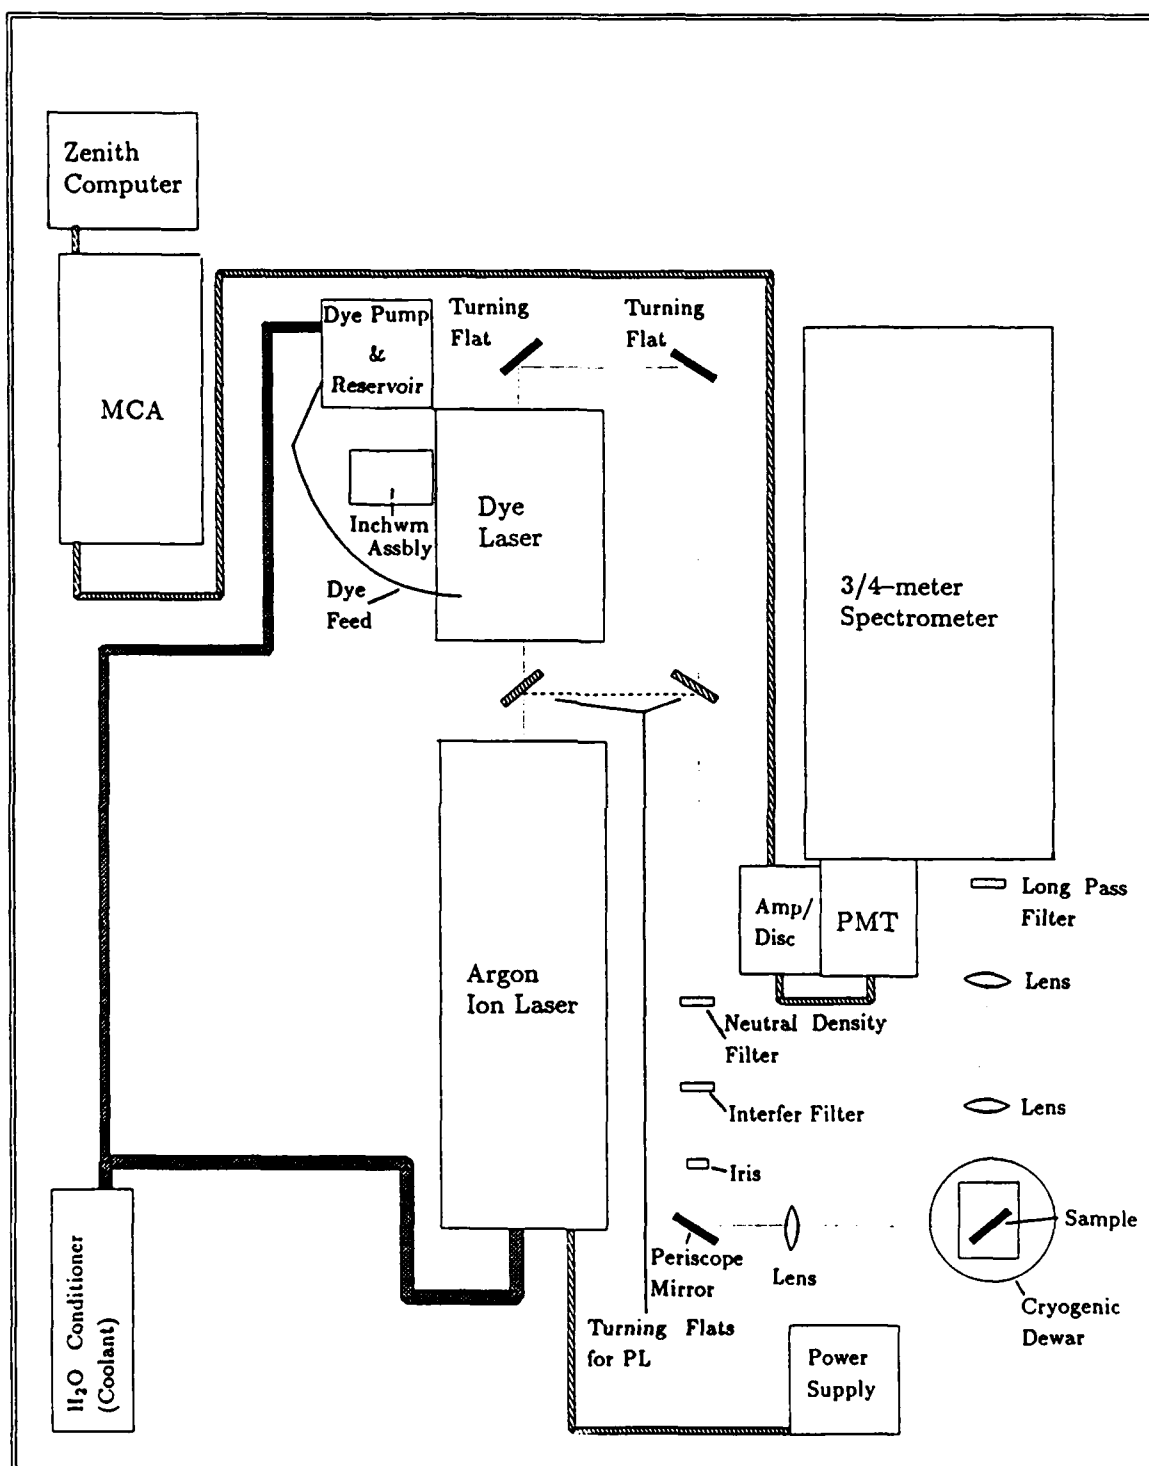 Zenith
Computer
MCA
Dye Pump
&
Reservoir
Turning
Flat
Turning
Flat
Inchwm
Assbly
Dye
Laser
Dye
Feed
3/4-meter
Spectrometer
Argon
Ion Laser
Amp/
Disc
PMT
Long Pass
Filter
Lens
Neutral Density
Filter
Interfer Filter
Lens
Iris
Periscope
Mirror
Lens
Sample
Cryogenic
Dewar
Turning Flats
for PL
Power
Supply
H₂O Conditioner
(Coolant)